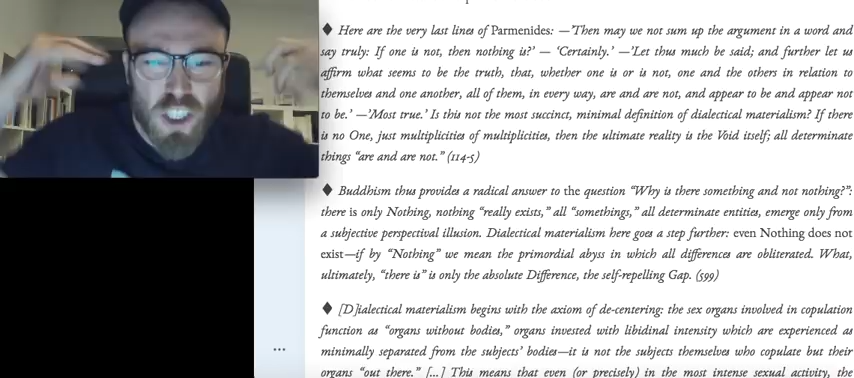 ♦ Here are the very last lines of Parmenides: —'Then may we not sum up the argument in a word and
say truly: If one is not, then nothing is?' — 'Certainly.' —'Let thus much be said; and further let us
affirm what seems to be the truth, that, whether one is or is not, one and the others in relation to
themselves and one another, all of them, in every way, are and are not, and appear to be and appear not
to be.' —'Most true.' Is this not the most succinct, minimal definition of dialectical materialism? If there
is no One, just multiplicities of multiplicities, then the ultimate reality is the Void itself; all determinate
things “are and are not.” (114-5)
♦ Buddhism thus provides a radical answer to the question “Why is there something and not nothing?”:
there is only Nothing, nothing “really exists,” all “somethings,” all determinate entities, emerge only from
a subjective perspectival illusion. Dialectical materialism here goes a step further: even Nothing does not
exist—if by “Nothing” we mean the primordial abyss in which all differences are obliterated. What,
ultimately, “there is” is only the absolute Difference, the self-repelling Gap. (599)
♦ [D]ialectical materialism begins with the axiom of de-centering: the sex organs involved in copulation
function as “organs without bodies,” organs invested with libidinal intensity which are experienced as
minimally separated from the subjects' bodies—it is not the subjects themselves who copulate but their
organs “out there.” [...] This means that even (or precisely) in the most intense sexual activity, the